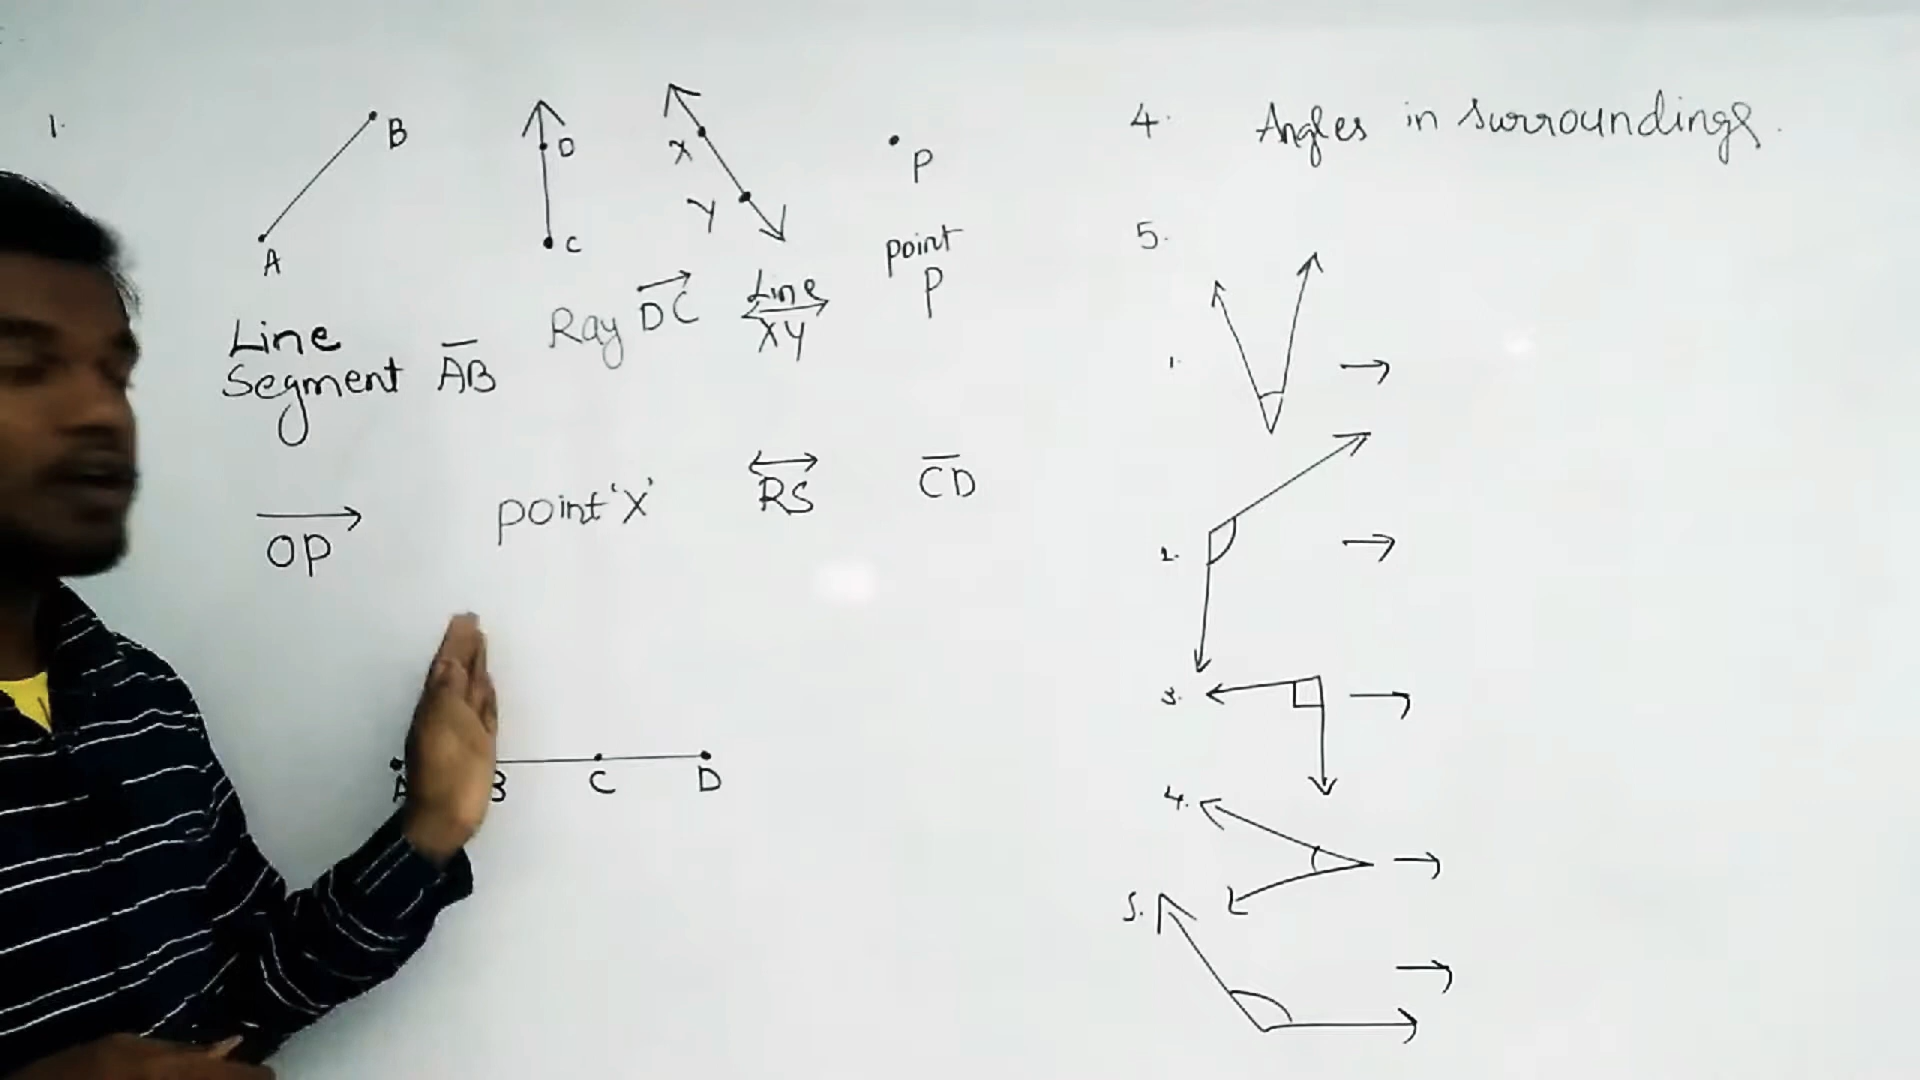 1.
B
A
D
C
X
Y
P
Line Segment AB
Ray DC
Line XY
point P
OP
point 'X'
RS
CD
A B C D
4. Angles in surroundings.
5.
1.
2.
3.
4.
5.